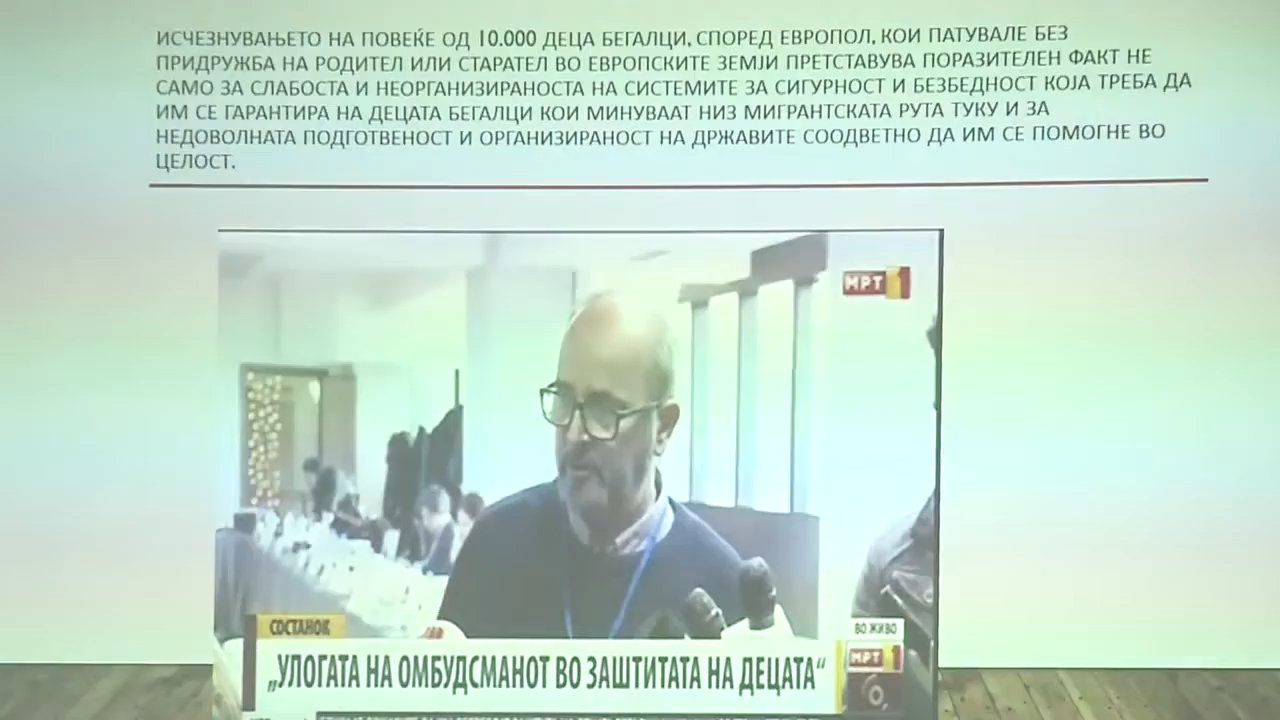 ИСЧЕЗНУВАЊЕТО НА ПОВЕЌЕ ОД 10.000 ДЕЦА БЕГАЛЦИ, СПОРЕД ЕВРОПОЛ, КОИ ПАТУВАЛЕ БЕЗ
ПРИДРУЖБА НА РОДИТЕЛ ИЛИ СТАРАТЕЛ ВО ЕВРОПСКИТЕ ЗЕМЈИ ПРЕТСТАВУВА ПОРАЗИТЕЛЕН ФАКТ НЕ
САМО ЗА СЛАБОСТА И НЕОРГАНИЗИРАНОСТА НА СИСТЕМИТЕ ЗА СИГУРНОСТ И БЕЗБЕДНОСТ КОЈА ТРЕБА ДА
ИМ СЕ ГАРАНТИРА НА ДЕЦАТА БЕГАЛЦИ КОИ МИНУВААТ НИЗ МИГРАНТСКАТА РУТА ТУКУ И ЗА
НЕДОВОЛНАТА ПОДГОТВЕНОСТ И ОРГАНИЗИРАНОСТ НА ДРЖАВИТЕ СООДВЕТНО ДА ИМ СЕ ПОМОГНЕ ВО
ЦЕЛОСТ.
МРТ 1
СОСТАНОК
ВО ЖИВО
„УЛОГАТА НА ОМБУДСМАНОТ ВО ЗАШТИТАТА НА ДЕЦАТА“
МРТ 1